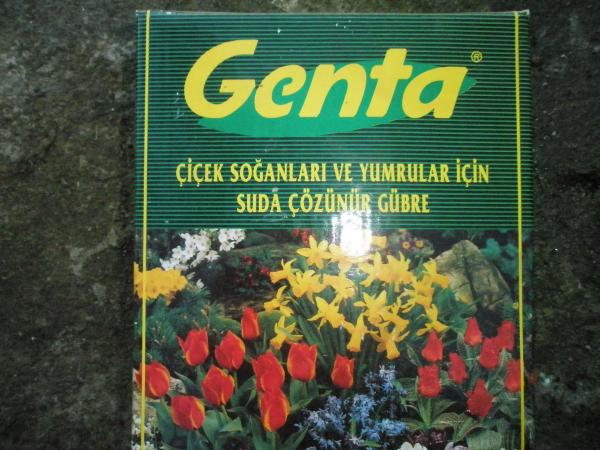 Genta®
ÇİÇEK SOĞANLARI VE YUMRULAR İÇİN
SUDA ÇÖZÜNÜR GÜBRE